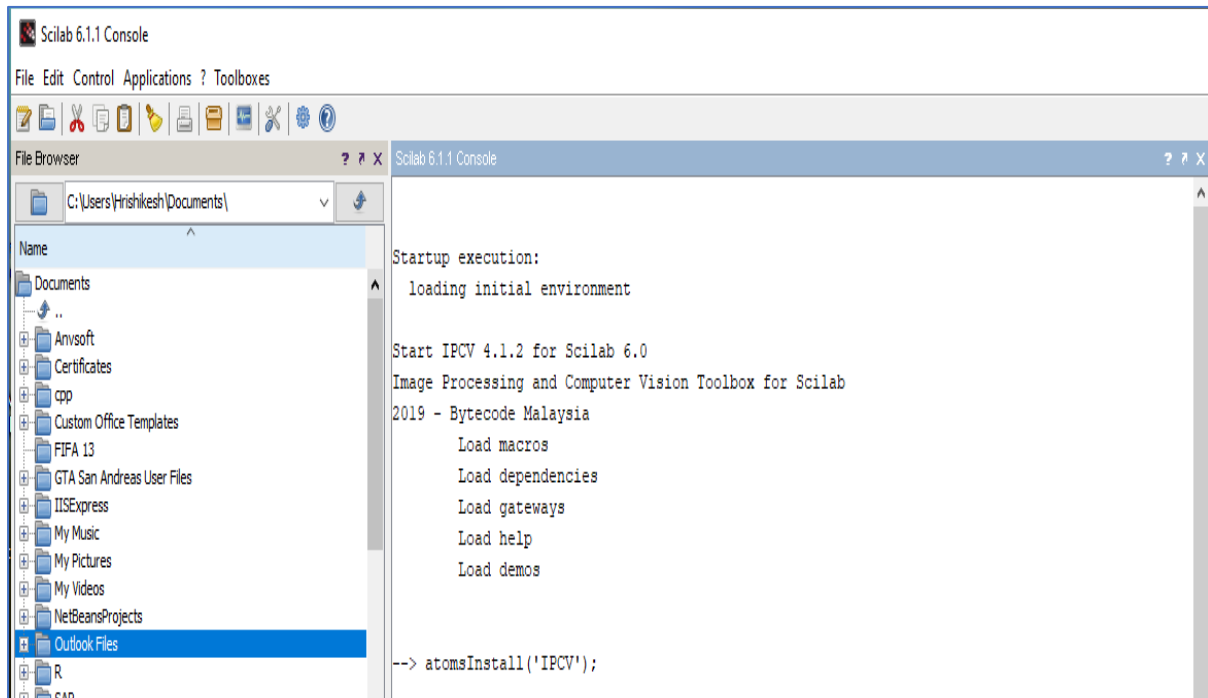 Scilab 6.1.1 Console
File Edit Control Applications ? Toolboxes
File Browser ? X
C:\Users\Hrishikesh\Documents\
Name
Documents
..
Anvsoft
Certificates
cpp
Custom Office Templates
FIFA 13
GTA San Andreas User Files
IISExpress
My Music
My Pictures
My Videos
NetBeansProjects
Outlook Files
R
SAP
Scilab 6.1.1 Console ? X
Startup execution:
loading initial environment
Start IPCV 4.1.2 for Scilab 6.0
Image Processing and Computer Vision Toolbox for Scilab
2019 - Bytecode Malaysia
Load macros
Load dependencies
Load gateways
Load help
Load demos
--> atomsInstall('IPCV');